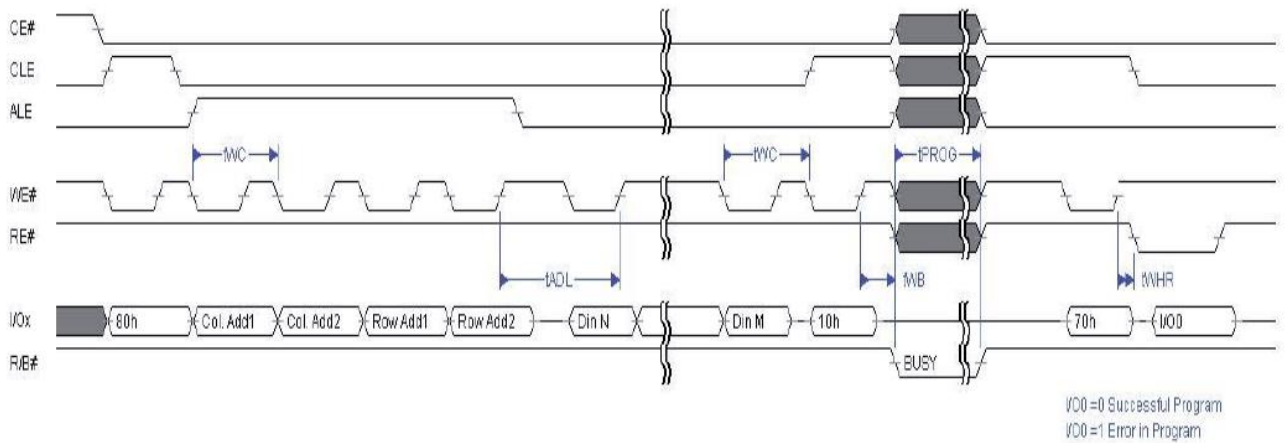 CE#
CLE
ALE
tWC tWC tPROG
WE#
RE#
tADL tWB tWHR
I/Ox 80h Col. Add1 Col. Add2 Row Add1 Row Add2 Din N Din M 10h 70h I/O0
R/B# BUSY
I/O0 =0 Successful Program
I/O0 =1 Error in Program